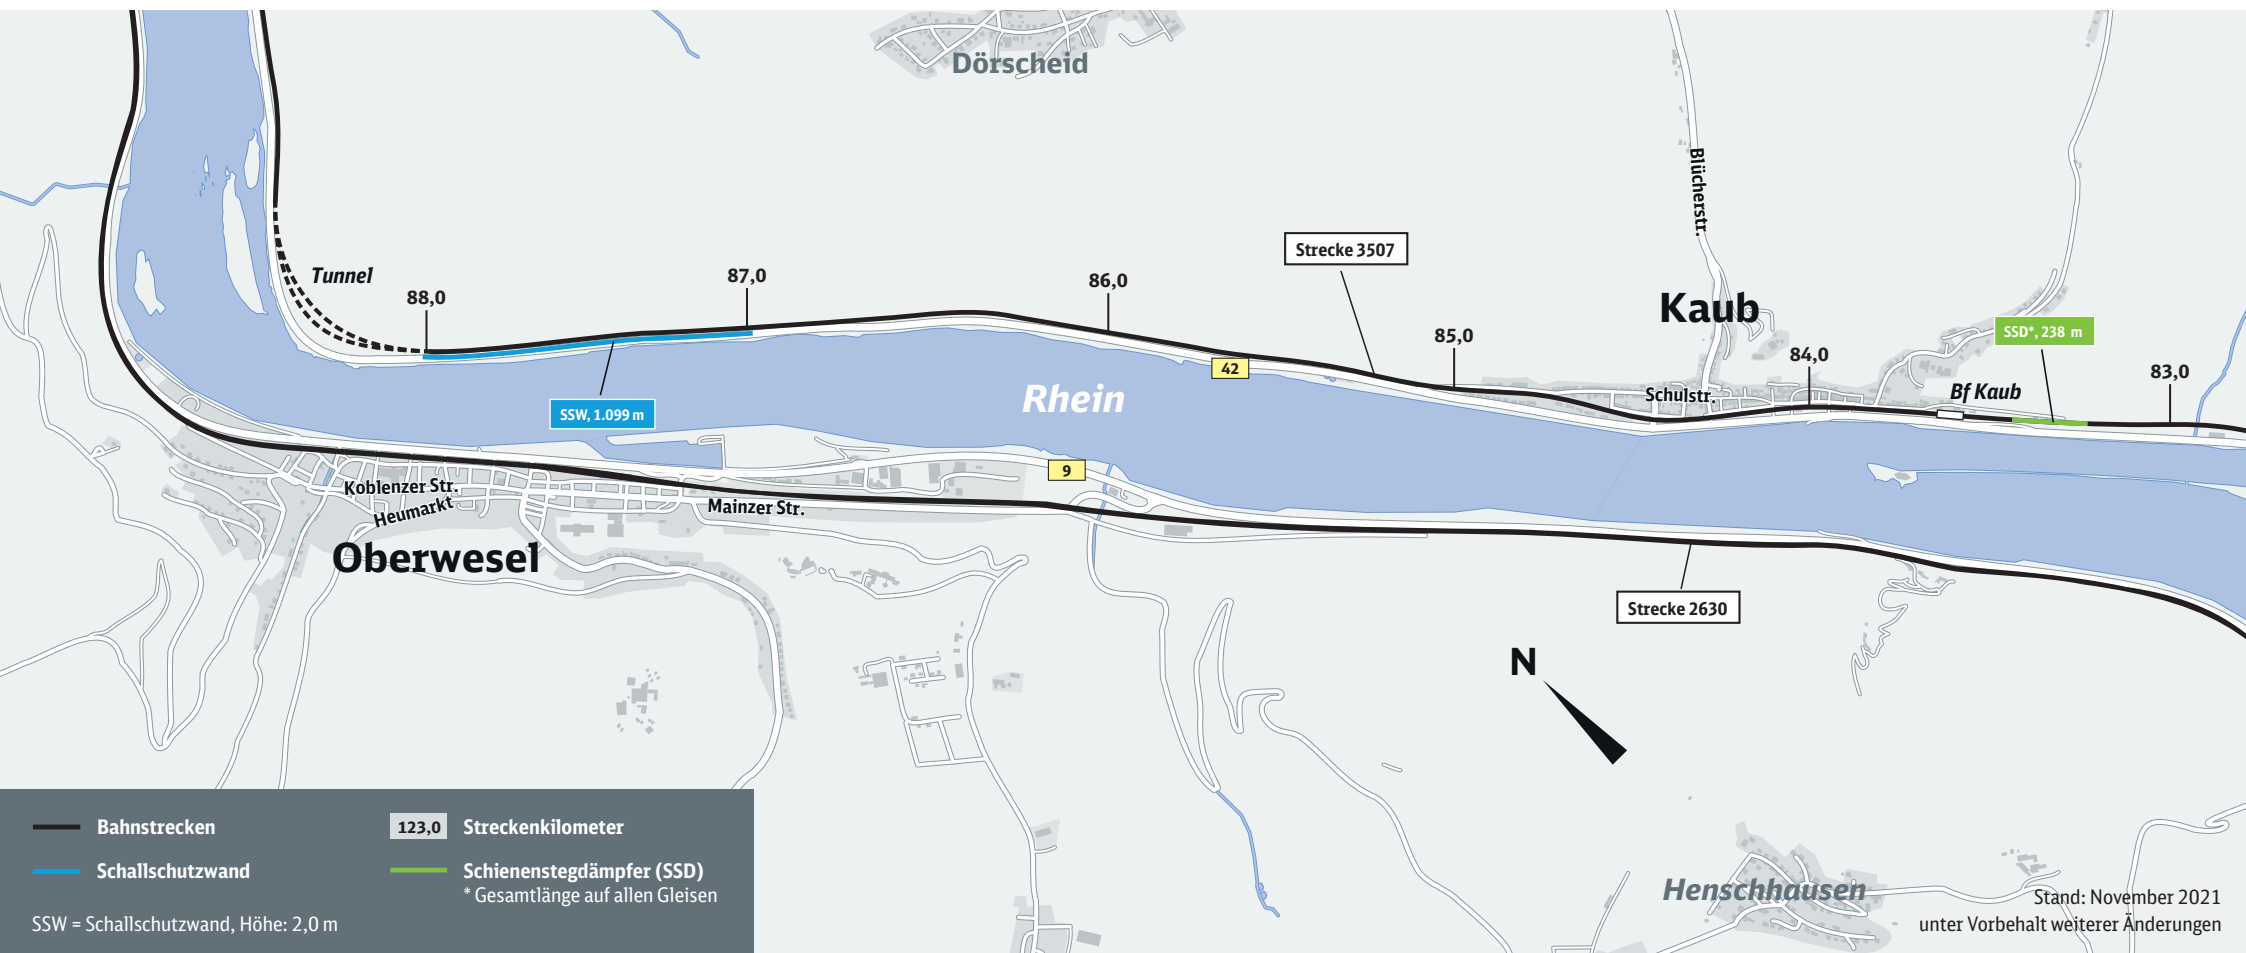 Dörscheid
Blücherstr.
Strecke 3507
Tunnel
88,0
87,0
86,0
85,0
Kaub
84,0
SSD*, 238 m
83,0
Bf Kaub
Schulstr.
42
SSW, 1.099 m
Rhein
9
Koblenzer Str.
Heumarkt
Mainzer Str.
Oberwesel
Strecke 2630
N
Henschhausen
Bahnstrecken
123,0 Streckenkilometer
Schallschutzwand
Schienenstegdämpfer (SSD)
* Gesamtlänge auf allen Gleisen
SSW = Schallschutzwand, Höhe: 2,0 m
Stand: November 2021
unter Vorbehalt weiterer Änderungen